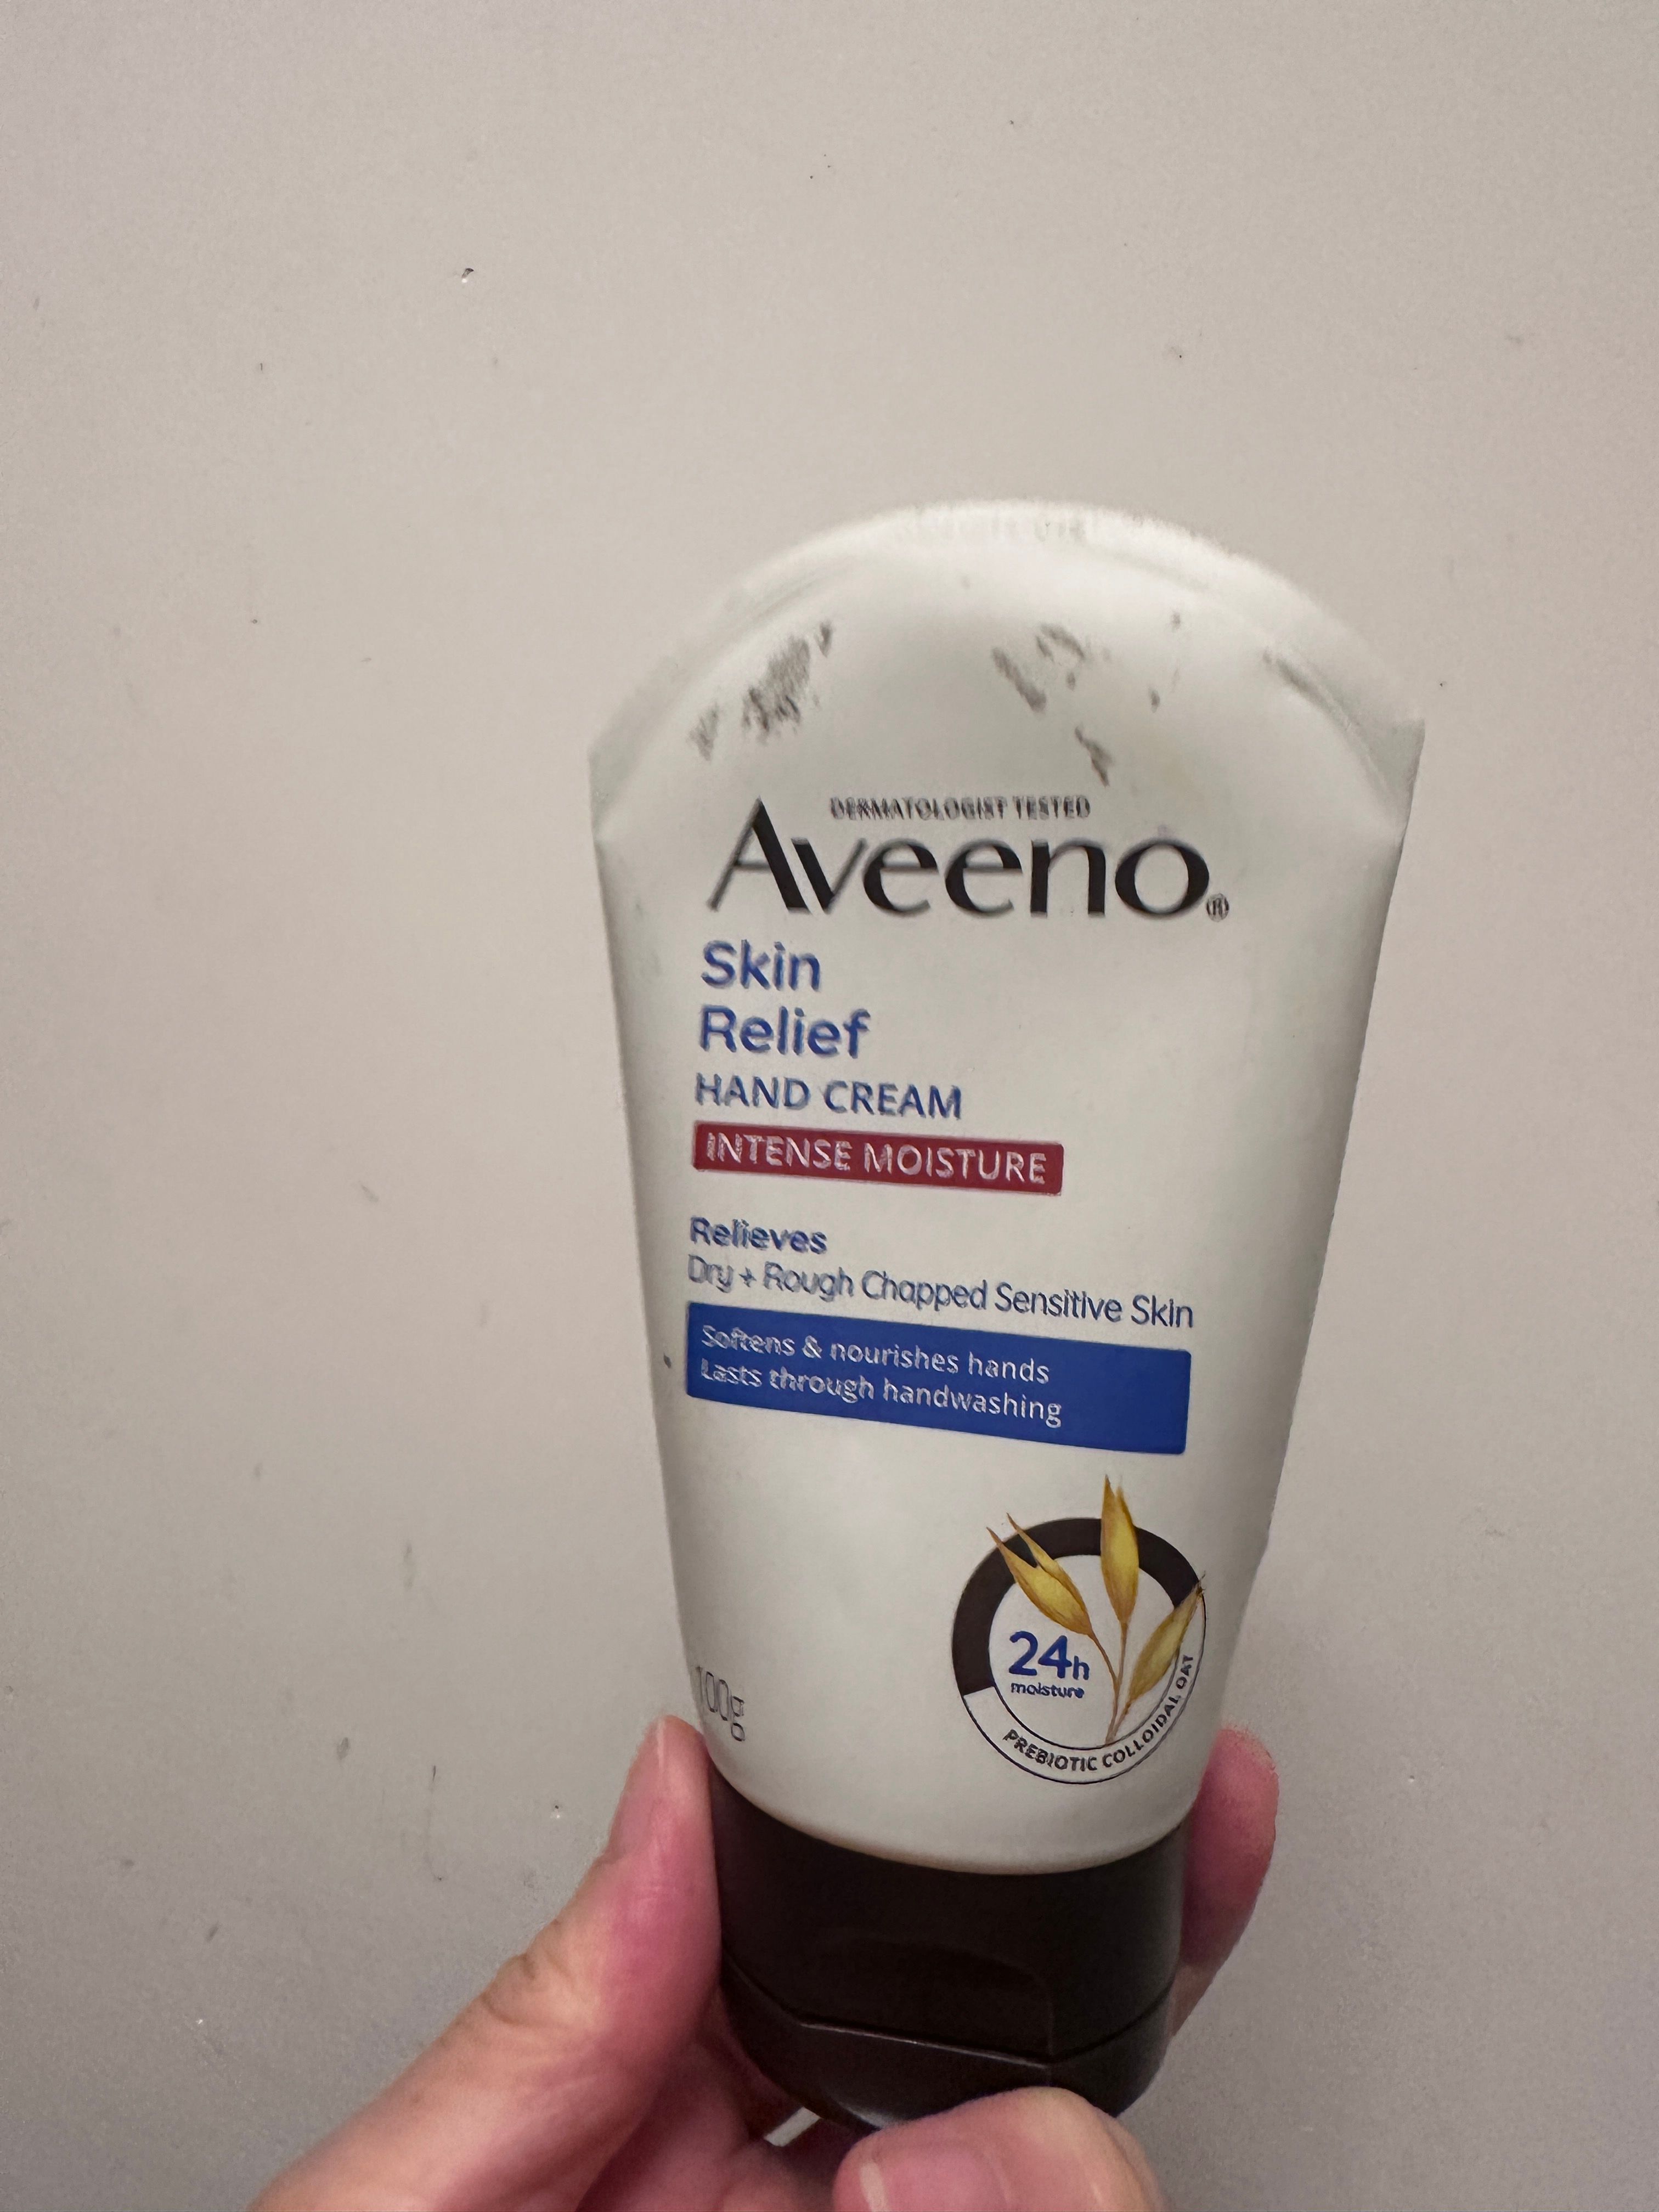 DERMATOLOGIST TESTED
Aveeno®
Skin
Relief
HAND CREAM
INTENSE MOISTURE
Relieves
Dry + Rough Chapped Sensitive Skin
Softens & nourishes hands
Lasts through handwashing
24h
moisture
PREBIOTIC COLLOIDAL OAT
100g